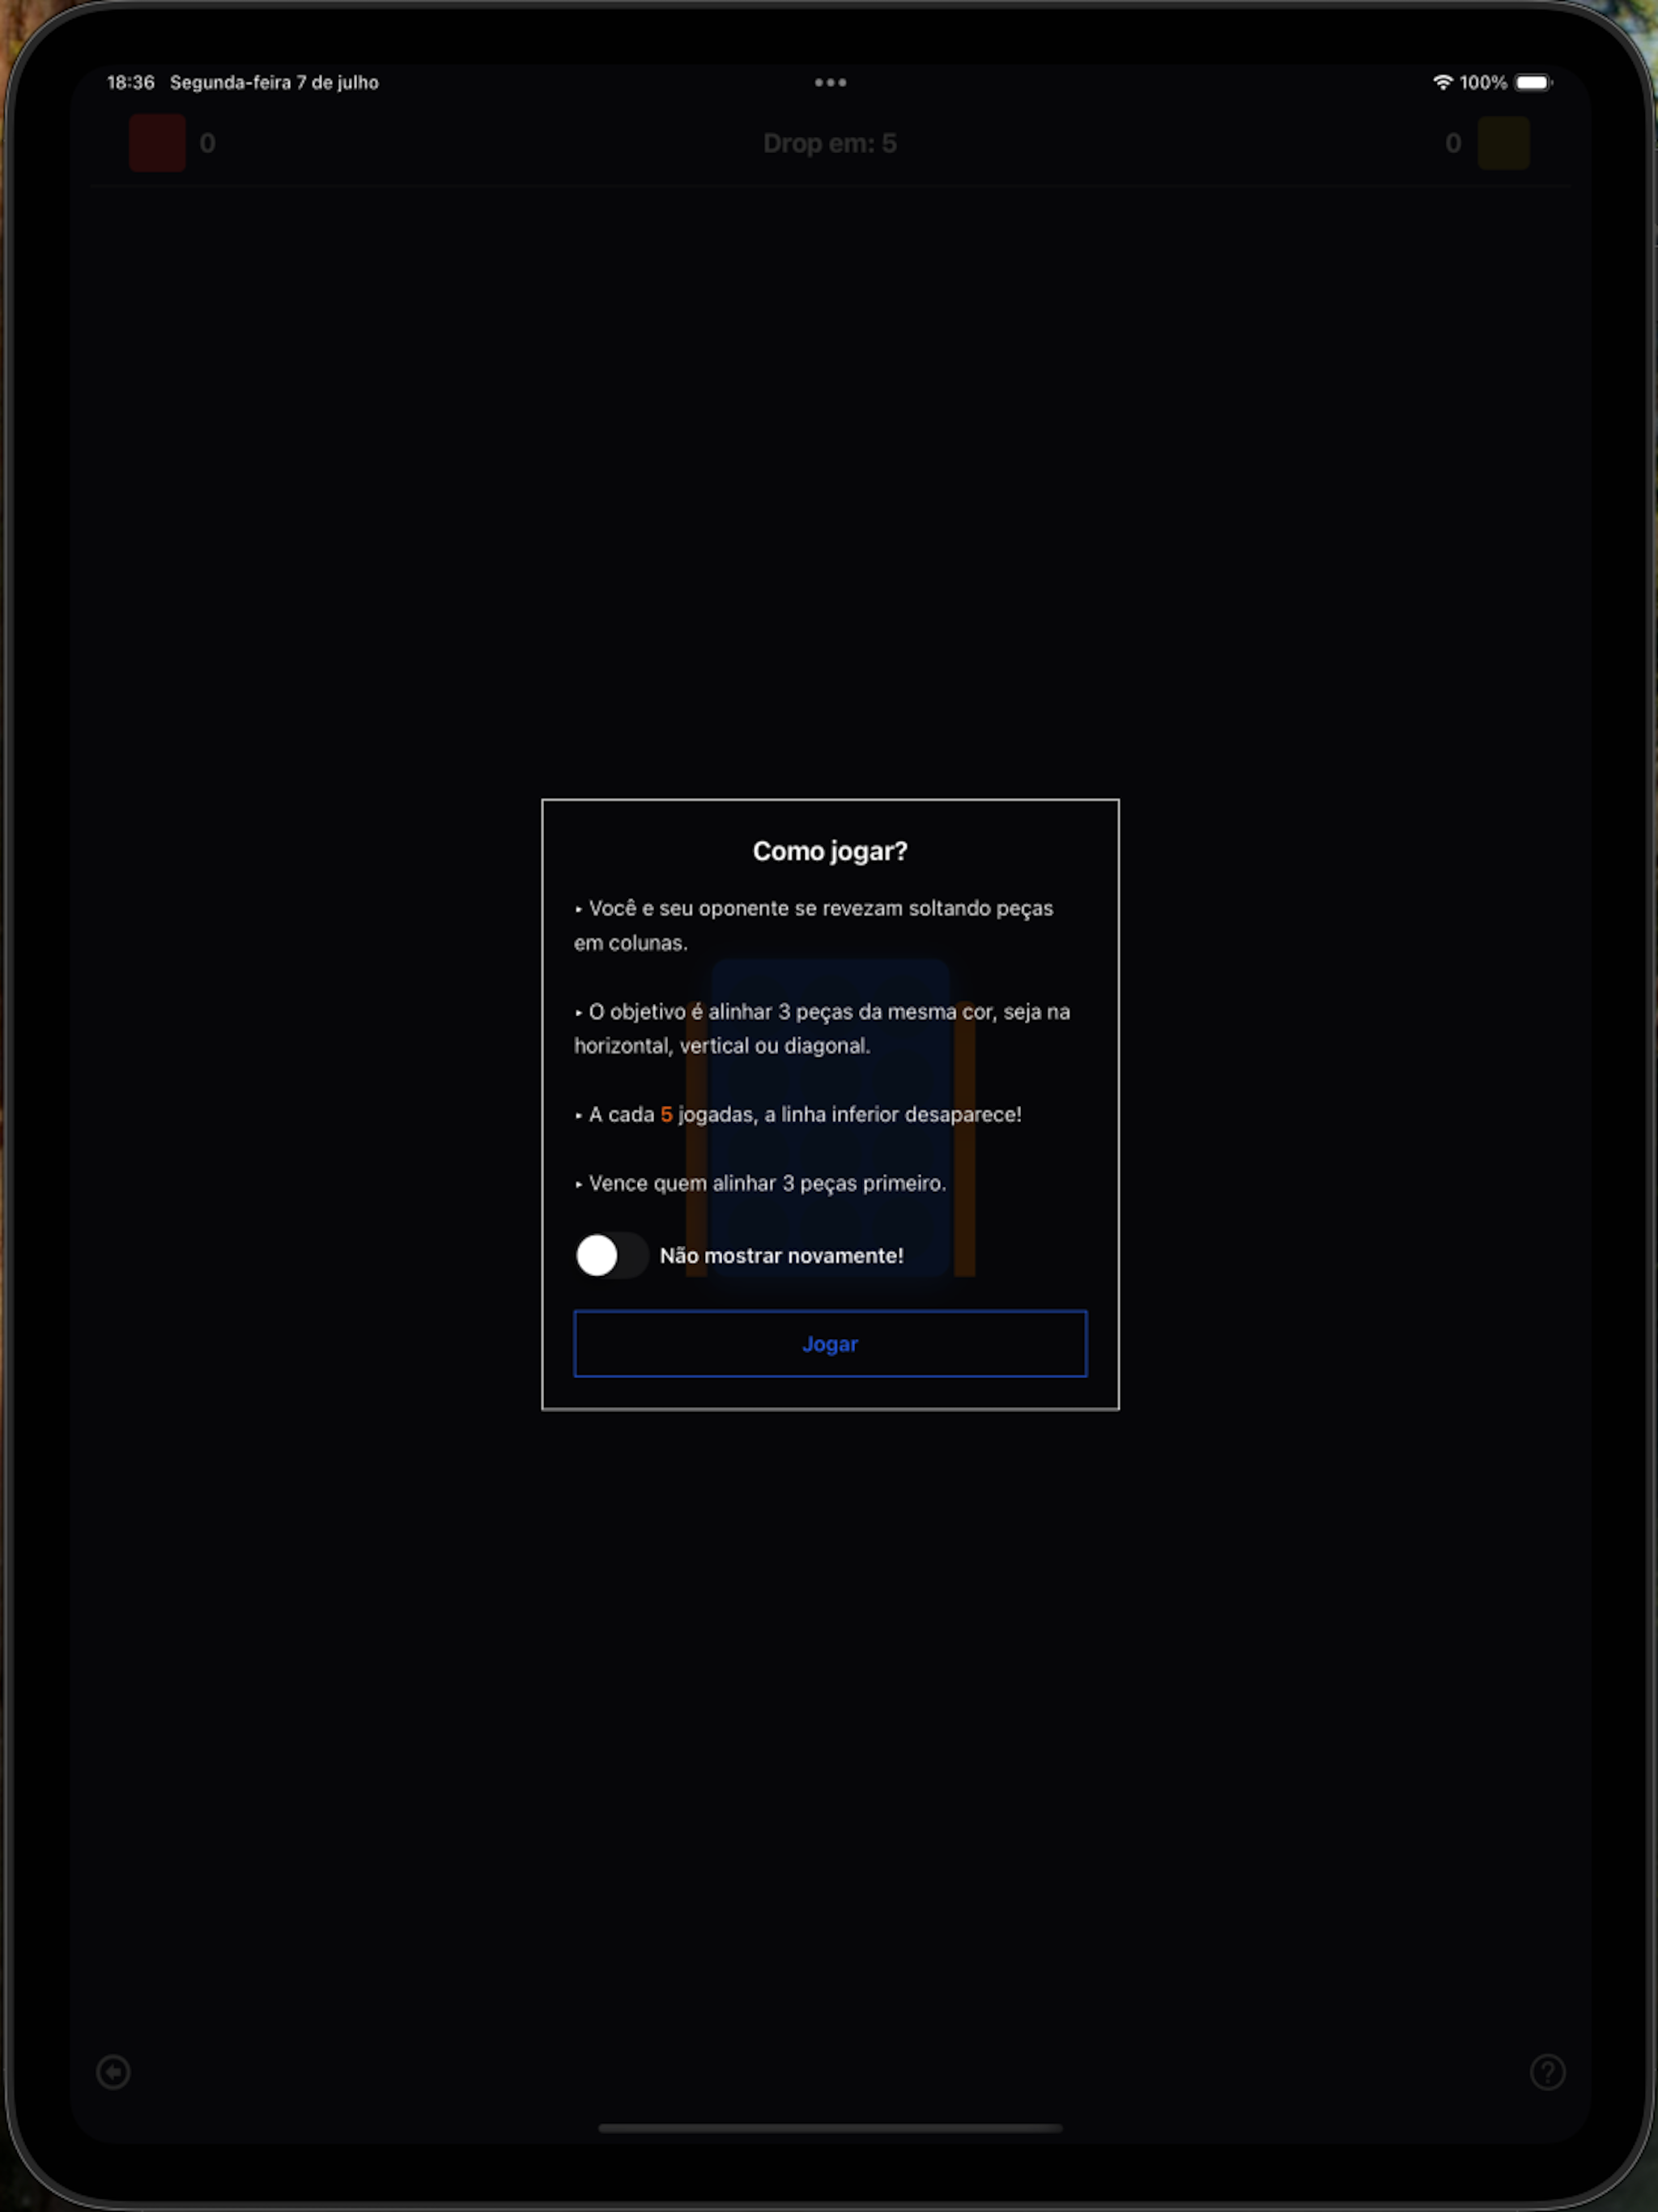 18:36 Segunda-feira 7 de julho
100%
0
Drop em: 5
0
Como jogar?
‣ Você e seu oponente se revezam soltando peças
em colunas.
‣ O objetivo é alinhar 3 peças da mesma cor, seja na
horizontal, vertical ou diagonal.
‣ A cada 5 jogadas, a linha inferior desaparece!
‣ Vence quem alinhar 3 peças primeiro.
Não mostrar novamente!
Jogar
?